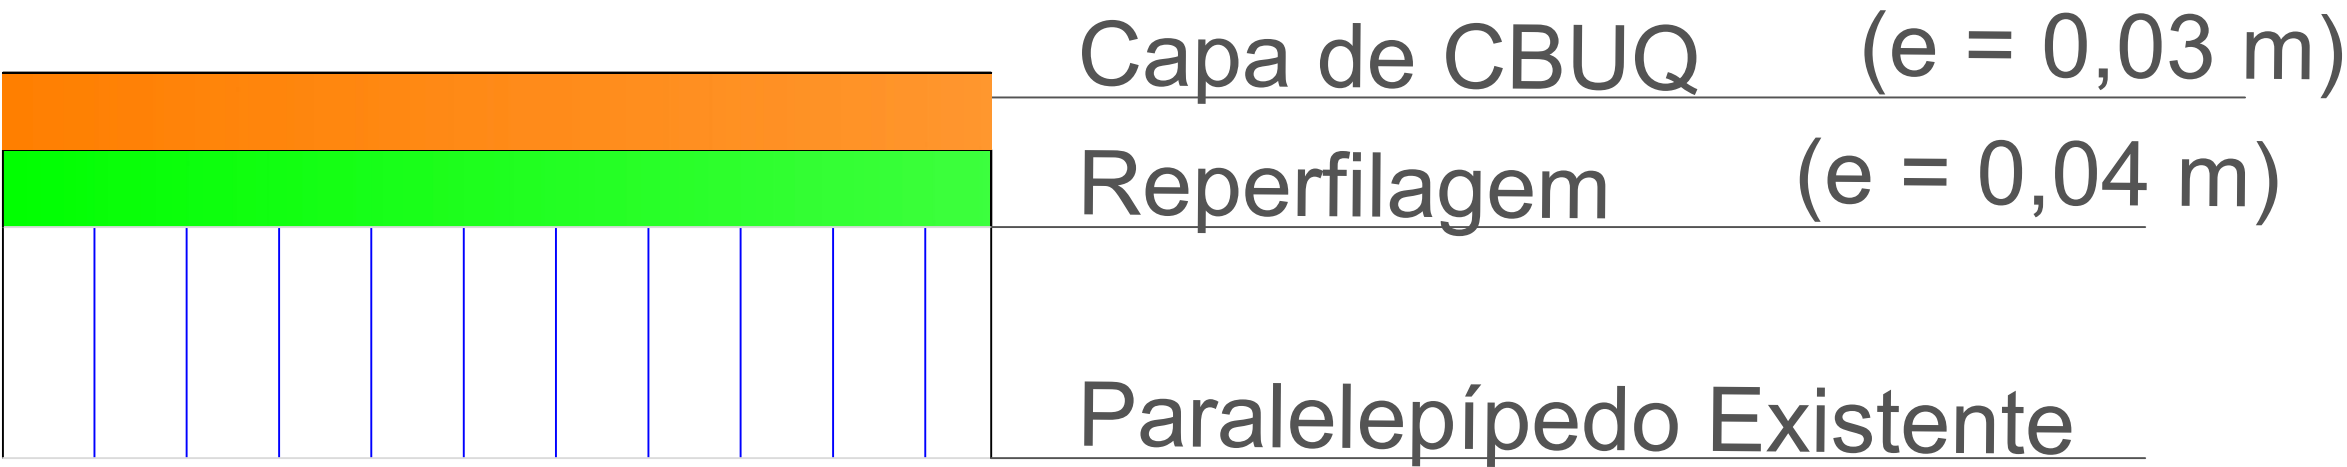 Capa de CBUQ (e = 0,03 m)
Reperfilagem (e = 0,04 m)
Paralelepípedo Existente